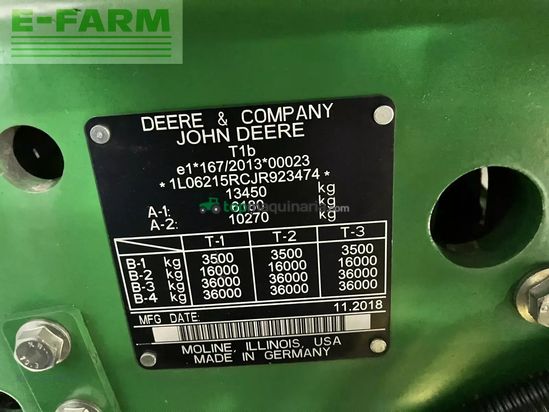 E-FARM
DEERE & COMPANY
JOHN DEERE
T1b
e1*167/2013*00023
*1L06215RCJR923474*
13450 kg
A-1: 6180 kg
A-2: 10270 kg
T-1 T-2 T-3
B-1 kg 3500 3500 3500
B-2 kg 16000 16000 16000
B-3 kg 36000 36000 36000
B-4 kg 36000 36000 36000
MFG DATE: 11.2018
MOLINE, ILLINOIS, USA
MADE IN GERMANY